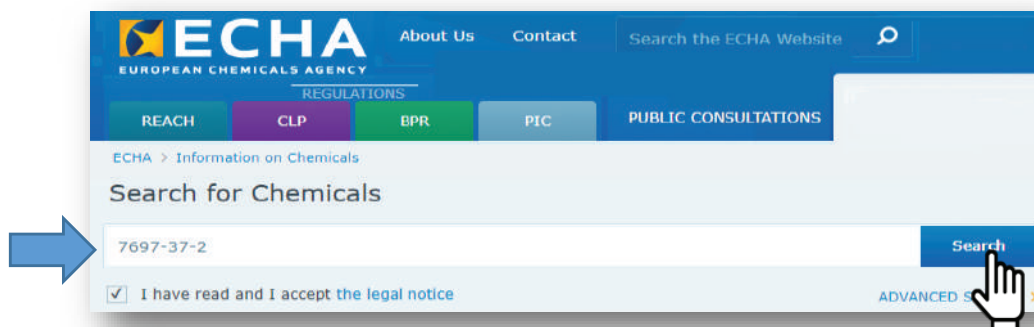 ECHA
EUROPEAN CHEMICALS AGENCY
About Us Contact Search the ECHA Website
REGULATIONS
REACH CLP BPR PIC PUBLIC CONSULTATIONS
ECHA > Information on Chemicals
Search for Chemicals
7697-37-2 Search
I have read and I accept the legal notice
ADVANCED